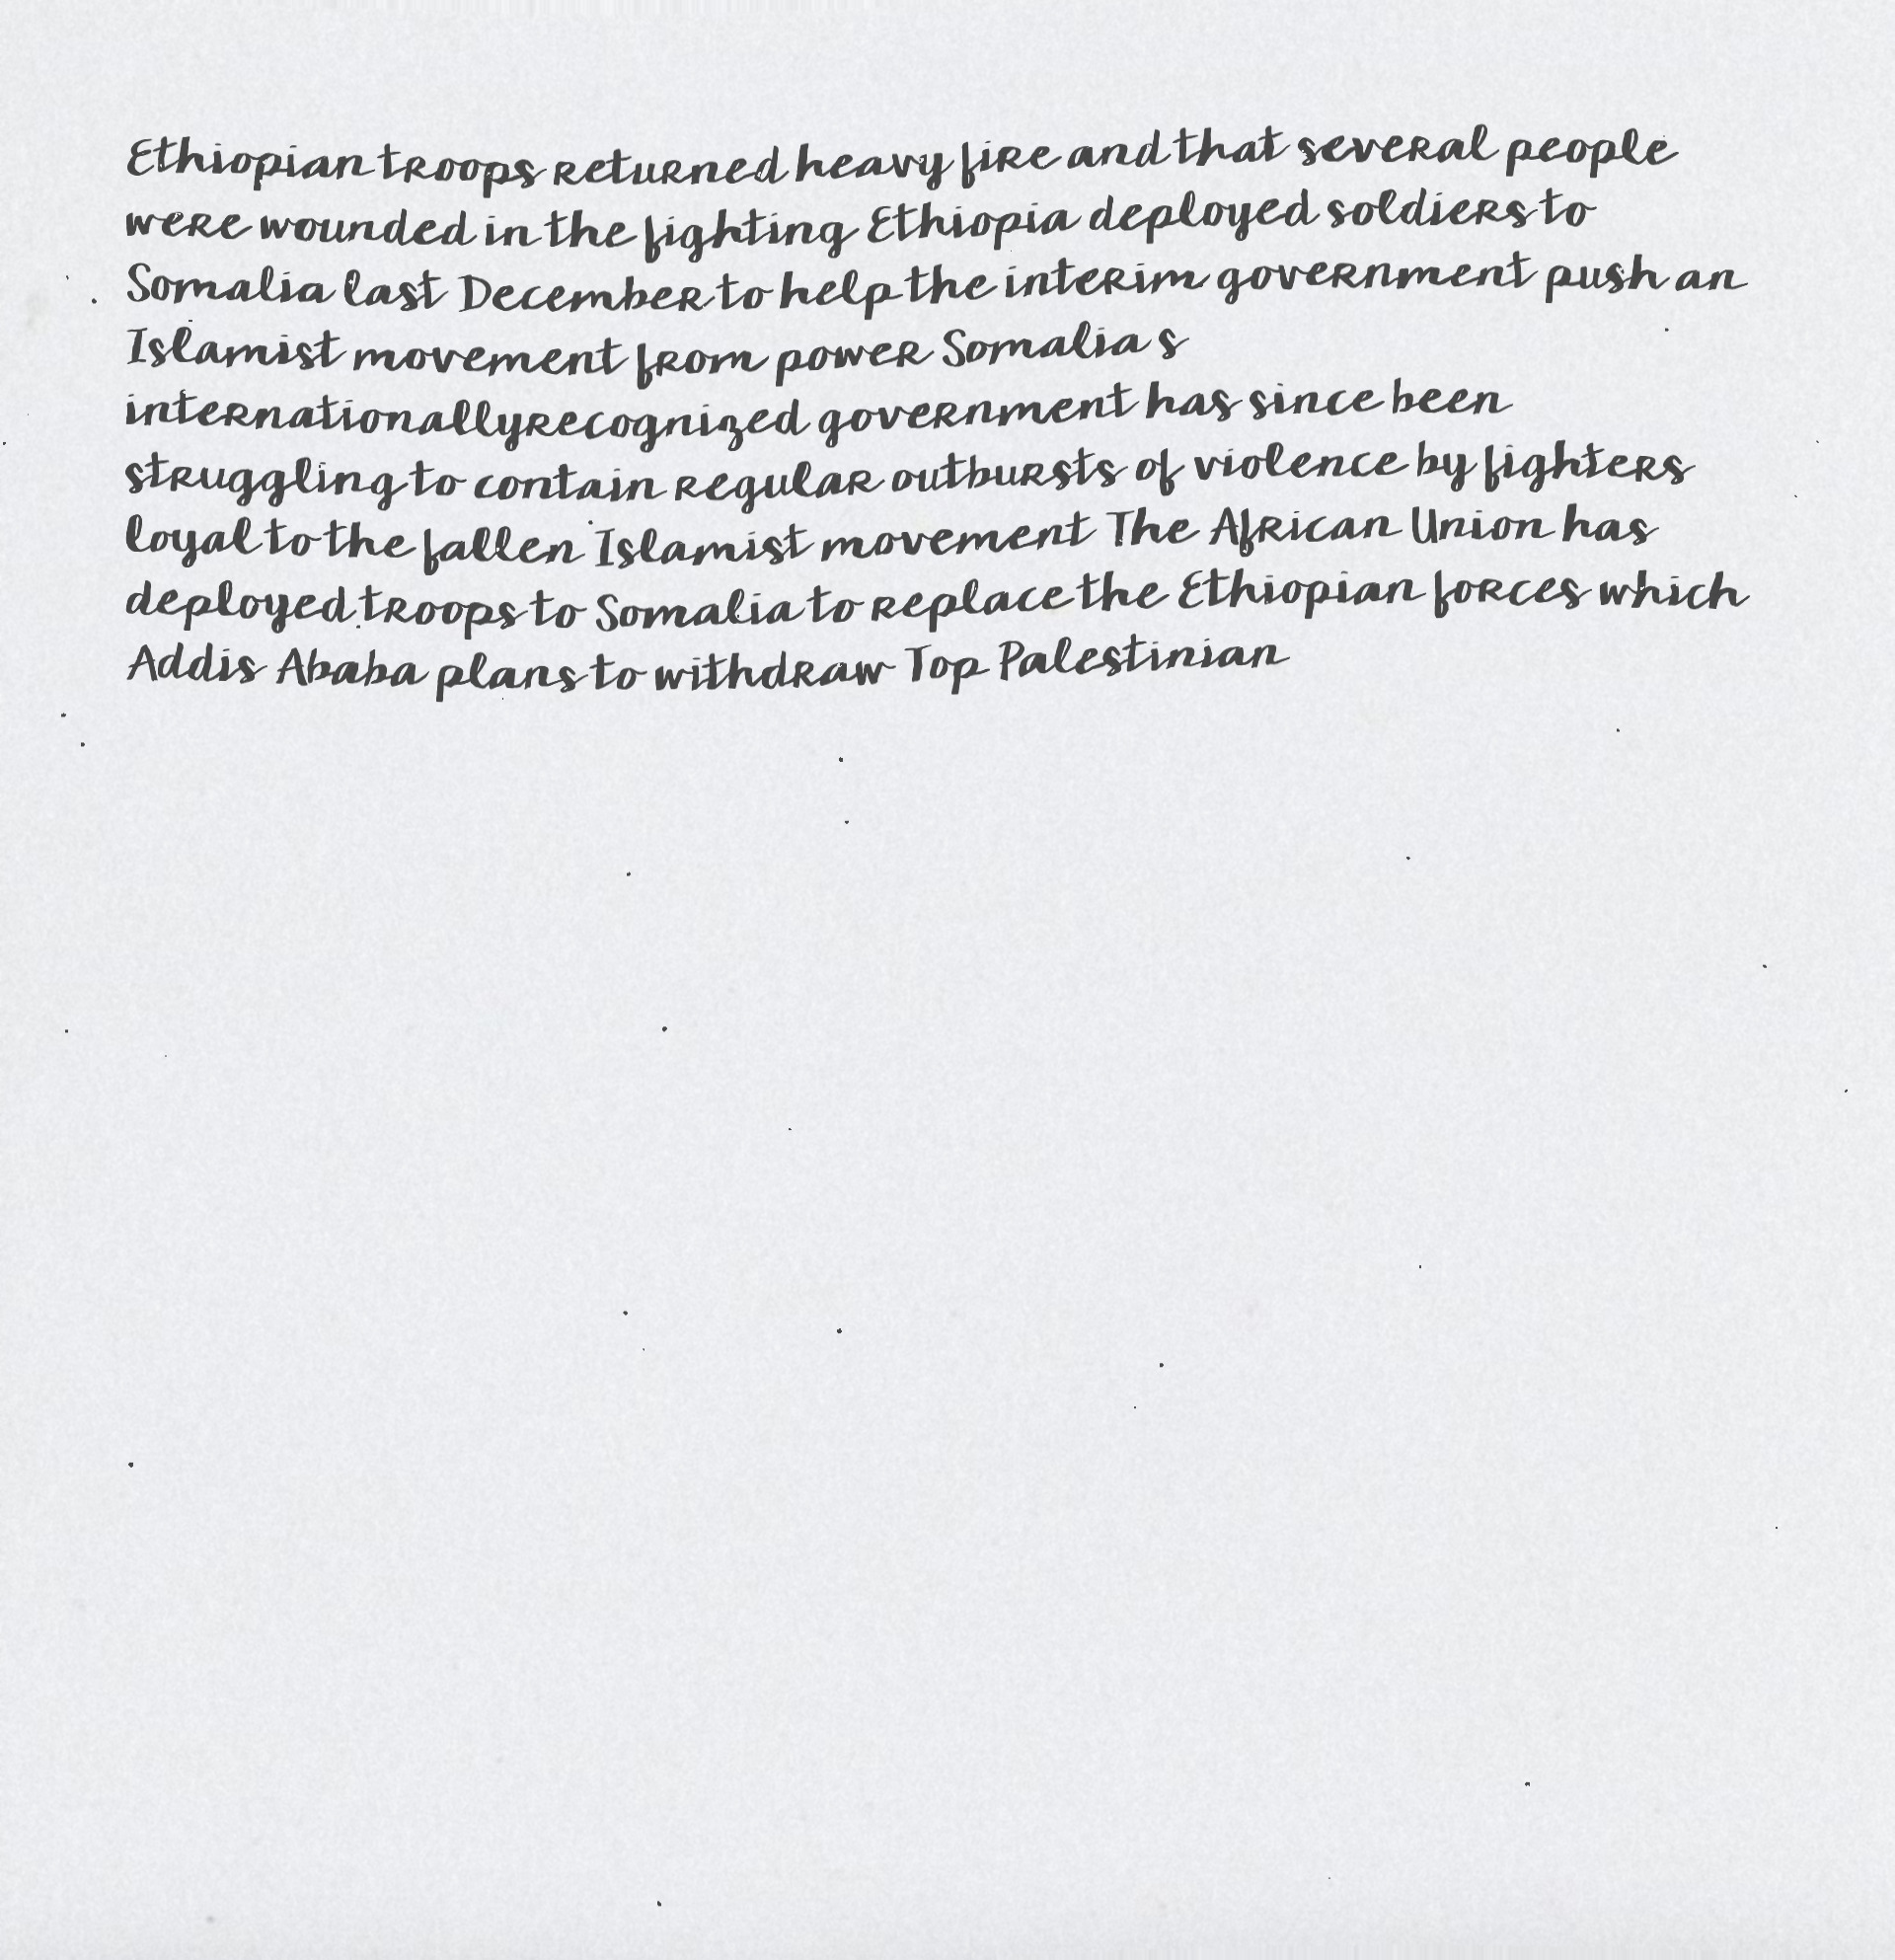 Ethiopian troops returned heavy fire and that several people
were wounded in the fighting Ethiopia deployed soldiers to
Somalia last December to help the interim government push an
Islamist movement from power Somalia s
internationallyrecognized government has since been
struggling to contain regular outbursts of violence by fighters
loyal to the fallen Islamist movement The African Union has
deployed troops to Somalia to replace the Ethiopian forces which
Addis Ababa plans to withdraw Top Palestinian